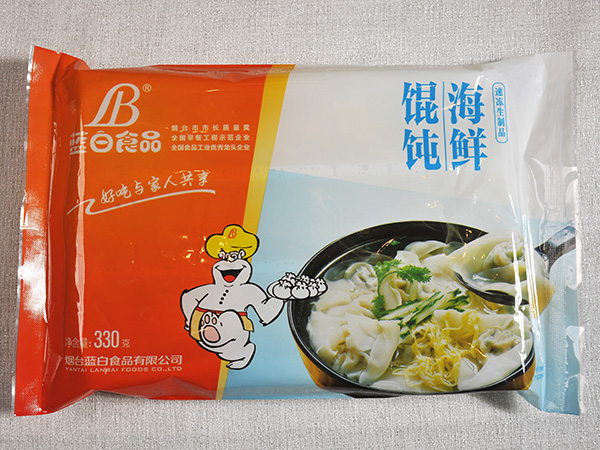 LB®
蓝白食品
烟台市市长质量奖
全国早餐工程示范企业
全国食品工业优秀龙头企业
好吃与家人共享
速冻生制品
海鲜
馄饨
B
净含量:330克
烟台蓝白食品有限公司
YANTAI LANBAI FOODS CO.,LTD